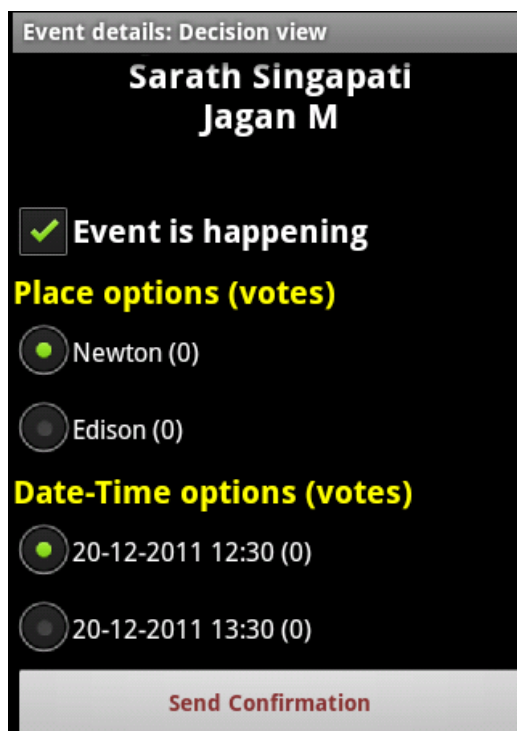 Event details: Decision view
Sarath Singapati
Jagan M
Event is happening
Place options (votes)
Newton (0)
Edison (0)
Date-Time options (votes)
20-12-2011 12:30 (0)
20-12-2011 13:30 (0)
Send Confirmation